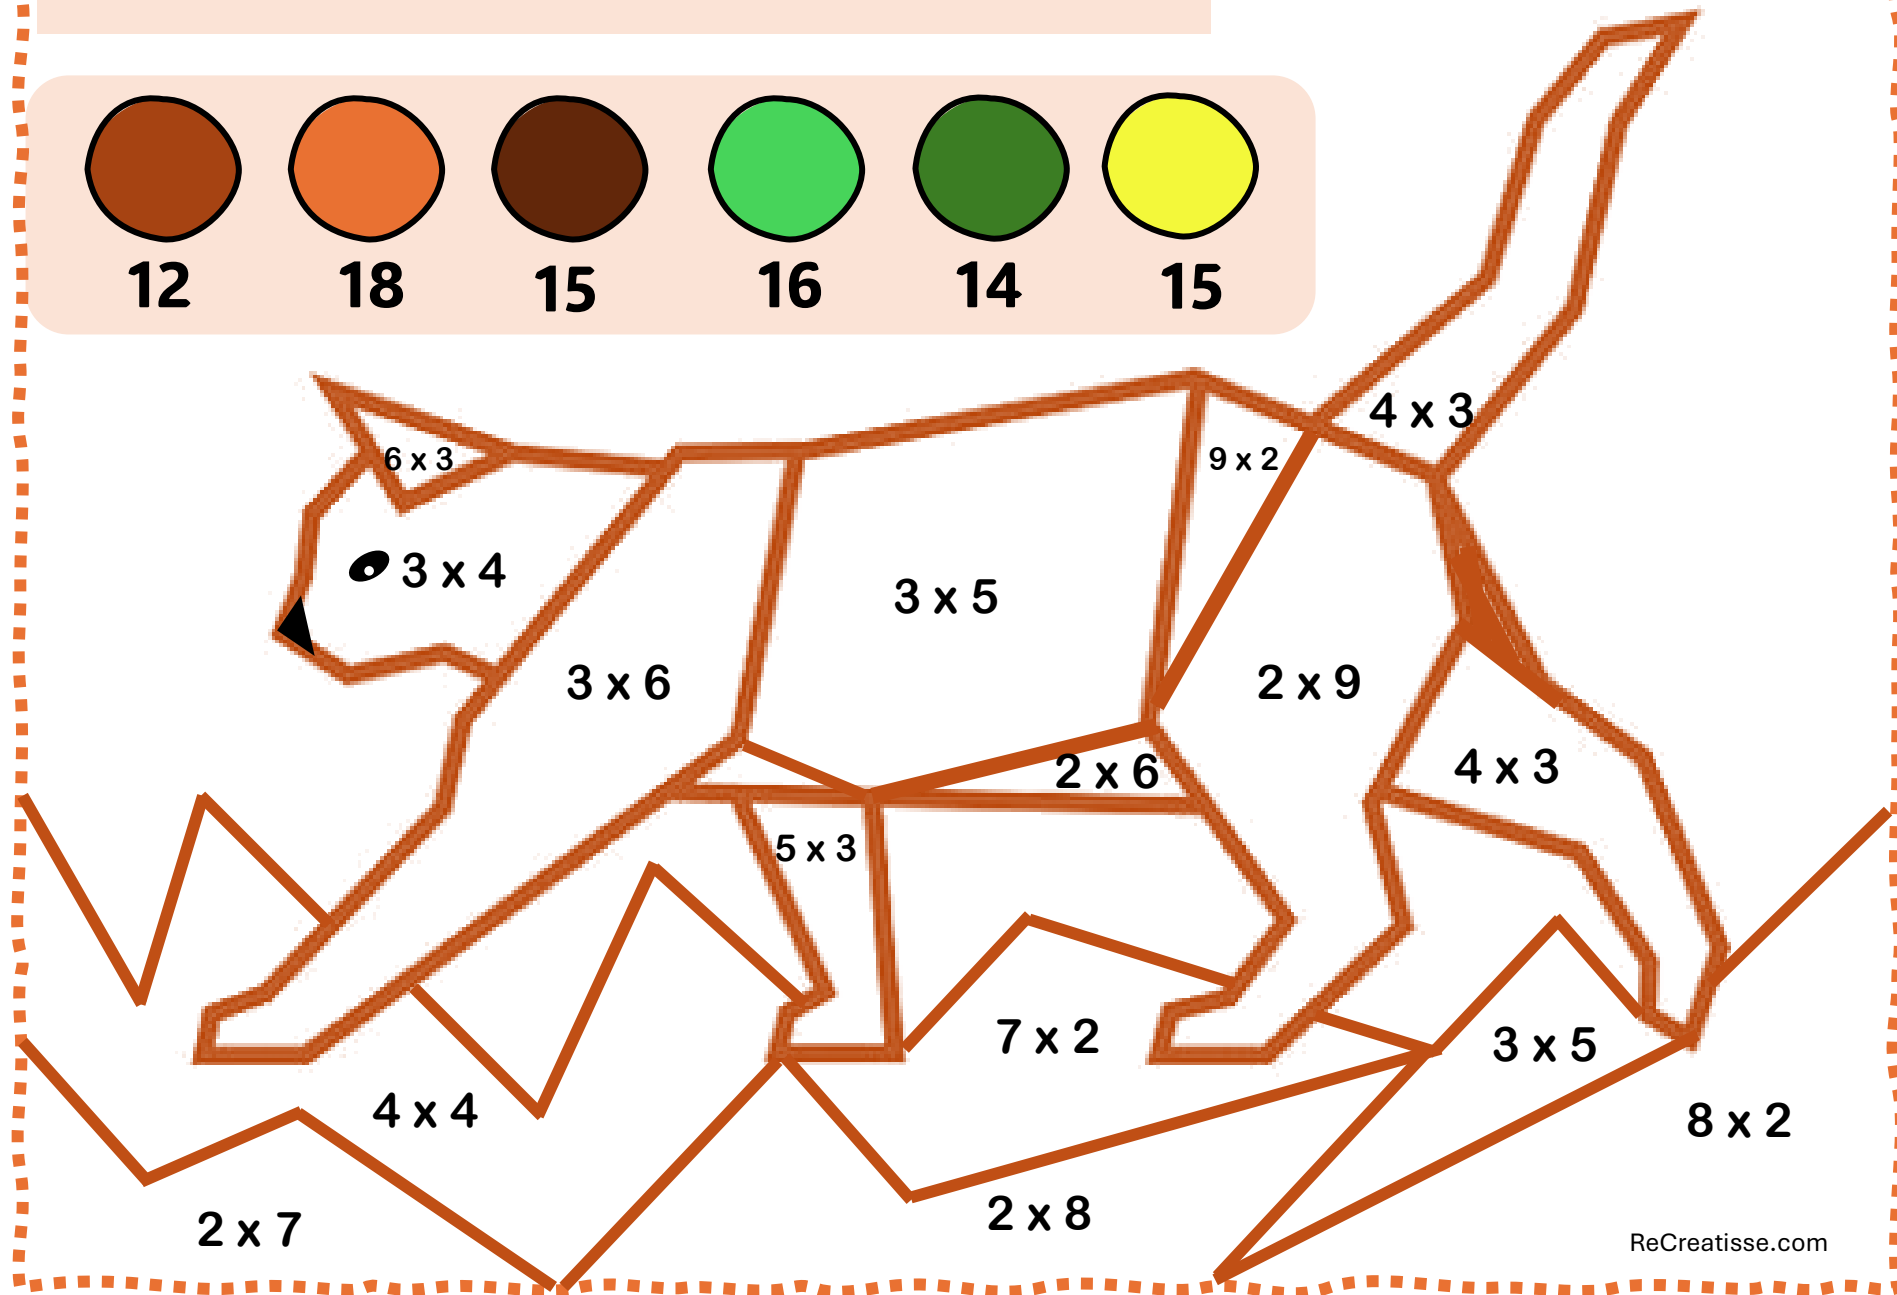 12 18 15 16 14 15
4 x 3
6 x 3
9 x 2
3 x 4
3 x 5
3 x 6
2 x 9
4 x 3
2 x 6
5 x 3
7 x 2
3 x 5
4 x 4
8 x 2
2 x 8
2 x 7
ReCreatisse.com